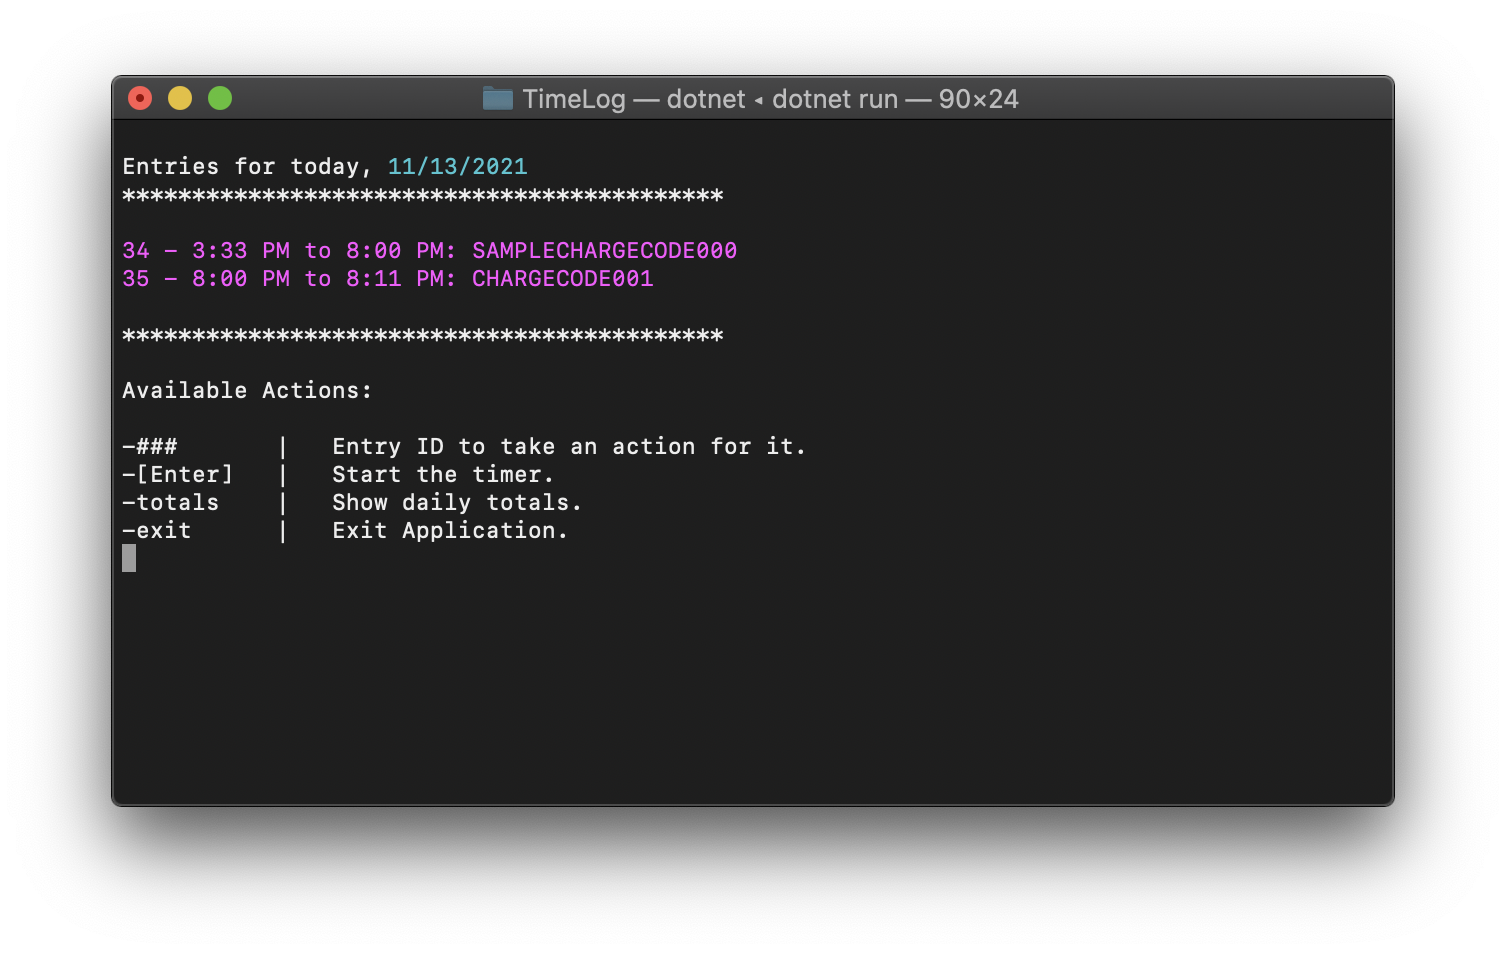 TimeLog — dotnet ◂ dotnet run — 90×24
Entries for today, 11/13/2021
*******************************************
34 – 3:33 PM to 8:00 PM: SAMPLECHARGECODE000
35 – 8:00 PM to 8:11 PM: CHARGECODE001
*******************************************
Available Actions:
–### | Entry ID to take an action for it.
–[Enter] | Start the timer.
–totals | Show daily totals.
–exit | Exit Application.